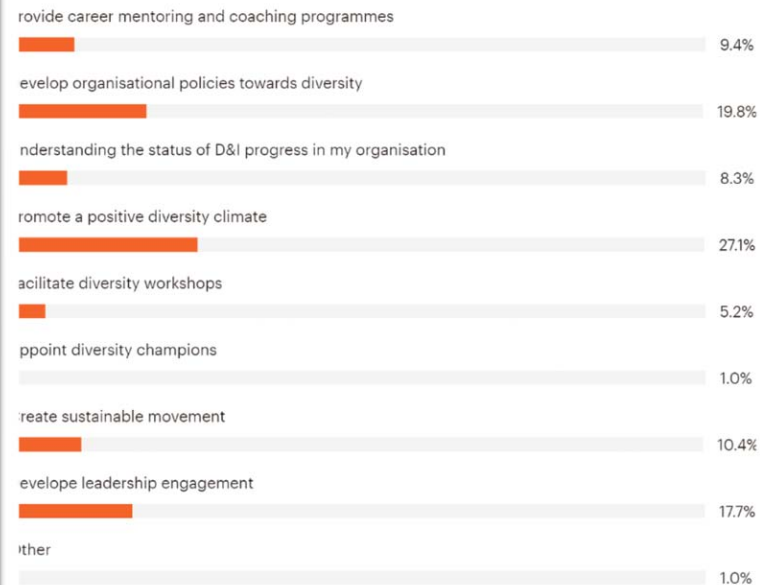 rovide career mentoring and coaching programmes
9.4%
evelop organisational policies towards diversity
19.8%
nderstanding the status of D&I progress in my organisation
8.3%
romote a positive diversity climate
27.1%
acilitate diversity workshops
5.2%
ppoint diversity champions
1.0%
reate sustainable movement
10.4%
evelope leadership engagement
17.7%
ther
1.0%